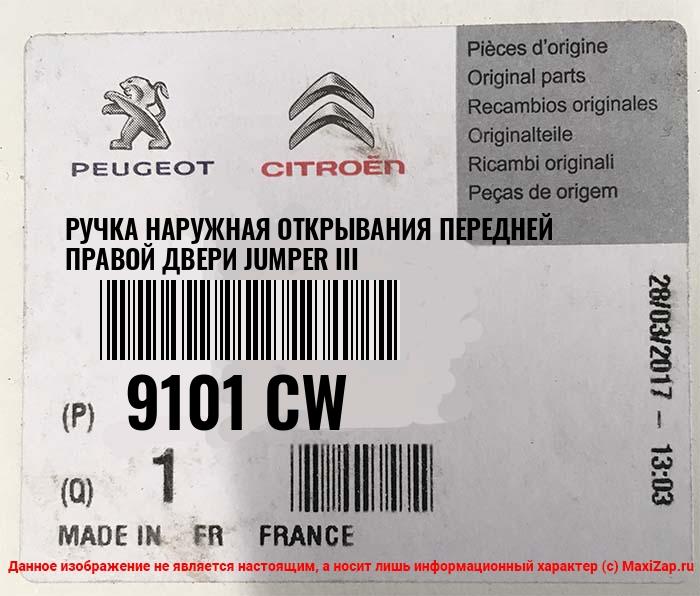 Pièces d'origine
Original parts
Recambios originales
Originalteile
Ricambi originali
Peças de origem
PEUGEOT
CITROËN
РУЧКА НАРУЖНАЯ ОТКРЫВАНИЯ ПЕРЕДНЕЙ
ПРАВОЙ ДВЕРИ JUMPER III
28/03/2017 - 13:03
(P) 9101 CW
(Q) 1
MADE IN FR FRANCE
Данное изображение не является настоящим, а носит лишь информационный характер (c) MaxiZap.ru